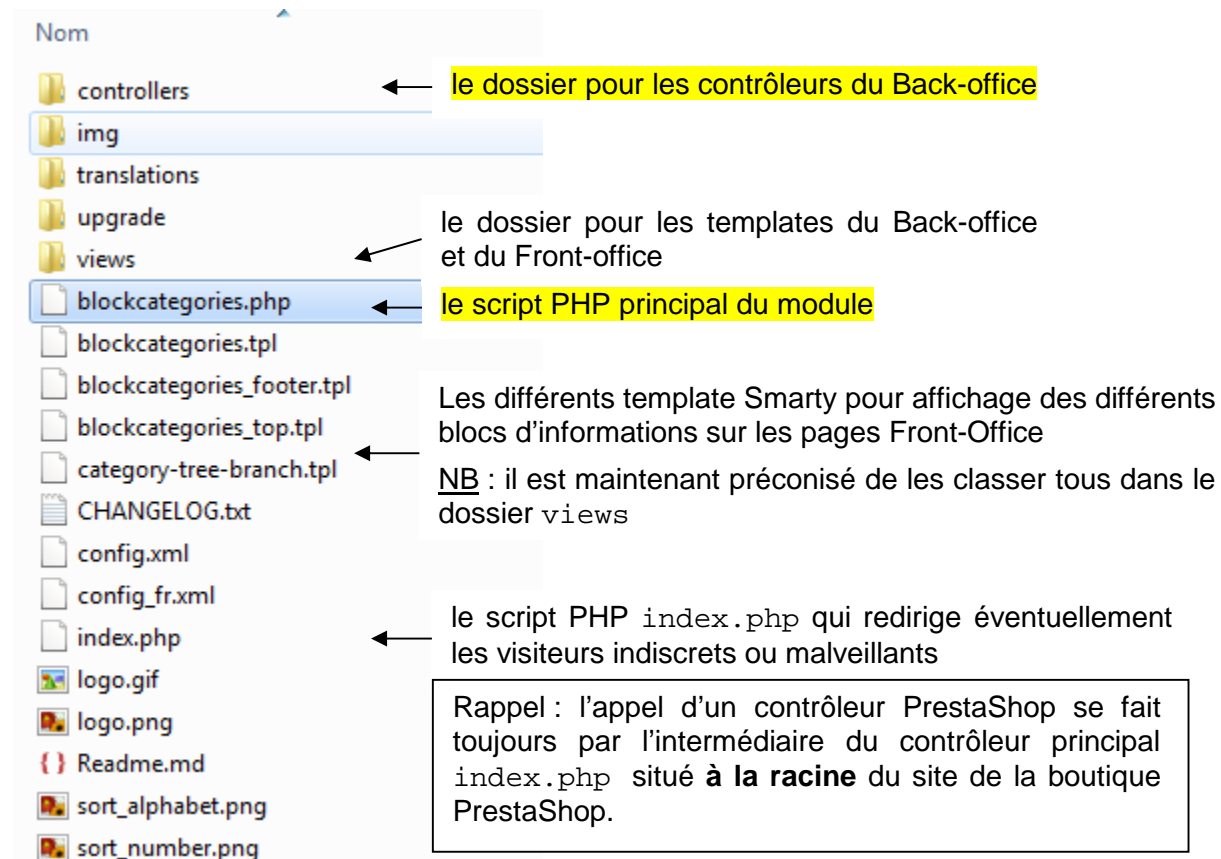 Nom
controllers
le dossier pour les contrôleurs du Back-office
img
translations
upgrade
le dossier pour les templates du Back-office
et du Front-office
views
blockcategories.php
le script PHP principal du module
blockcategories.tpl
blockcategories_footer.tpl
blockcategories_top.tpl
category-tree-branch.tpl
Les différents template Smarty pour affichage des différents
blocs d'informations sur les pages Front-Office
NB : il est maintenant préconisé de les classer tous dans le
dossier views
CHANGELOG.txt
config.xml
config_fr.xml
index.php
le script PHP index.php qui redirige éventuellement
les visiteurs indiscrets ou malveillants
logo.gif
logo.png
Readme.md
sort_alphabet.png
sort_number.png
Rappel : l'appel d'un contrôleur PrestaShop se fait
toujours par l'intermédiaire du contrôleur principal
index.php situé à la racine du site de la boutique
PrestaShop.